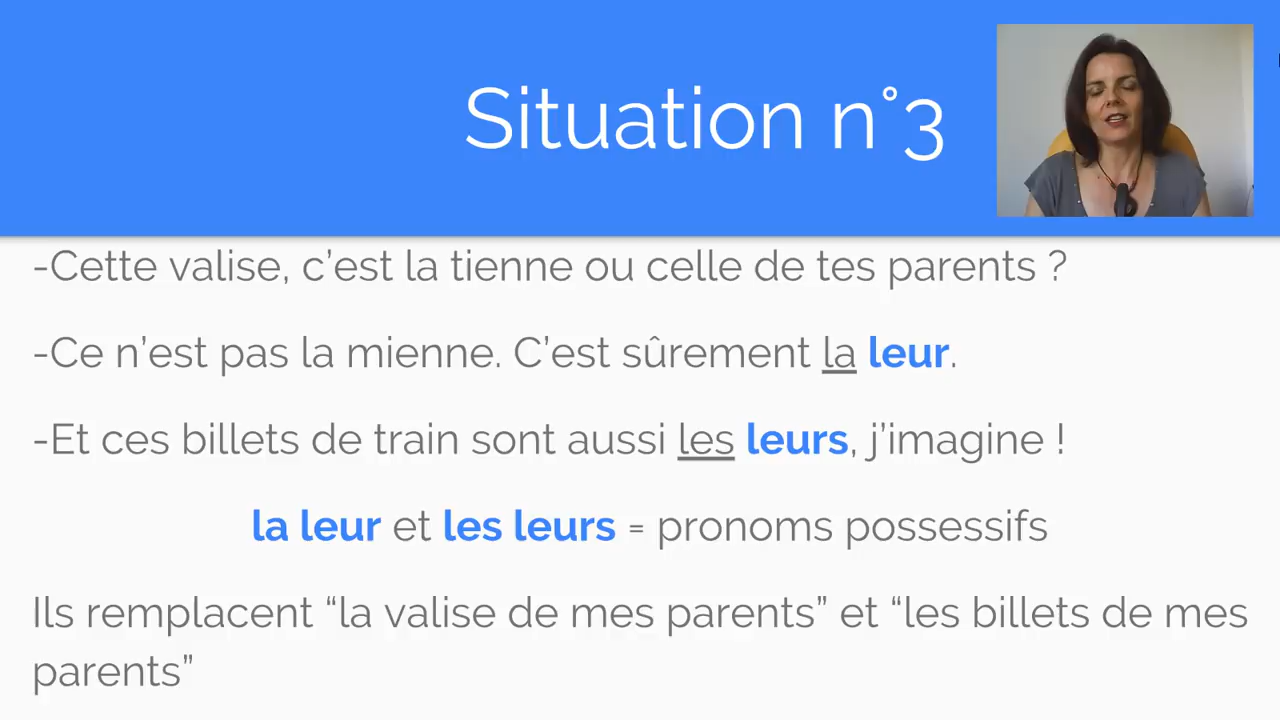 Situation n°3
-Cette valise, c’est la tienne ou celle de tes parents ?
-Ce n’est pas la mienne. C’est sûrement la leur.
-Et ces billets de train sont aussi les leurs, j’imagine !
la leur et les leurs = pronoms possessifs
Ils remplacent “la valise de mes parents” et “les billets de mes
parents”